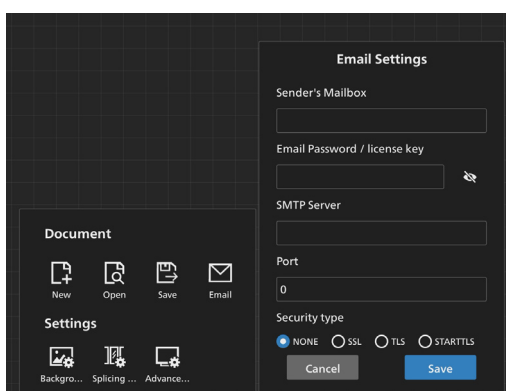 Email Settings
Sender's Mailbox
Email Password / license key
SMTP Server
Port
0
Security type
NONE SSL TLS STARTTLS
Cancel Save
Document
New Open Save Email
Settings
Backgro... Splicing ... Advance...